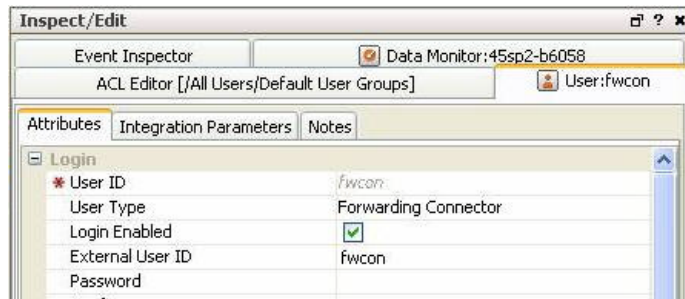 Inspect/Edit
Event Inspector
Data Monitor:45sp2-b6058
ACL Editor [/All Users/Default User Groups]
User:fwcon
Attributes
Integration Parameters
Notes
Login
* User ID fwcon
User Type Forwarding Connector
Login Enabled
External User ID fwcon
Password